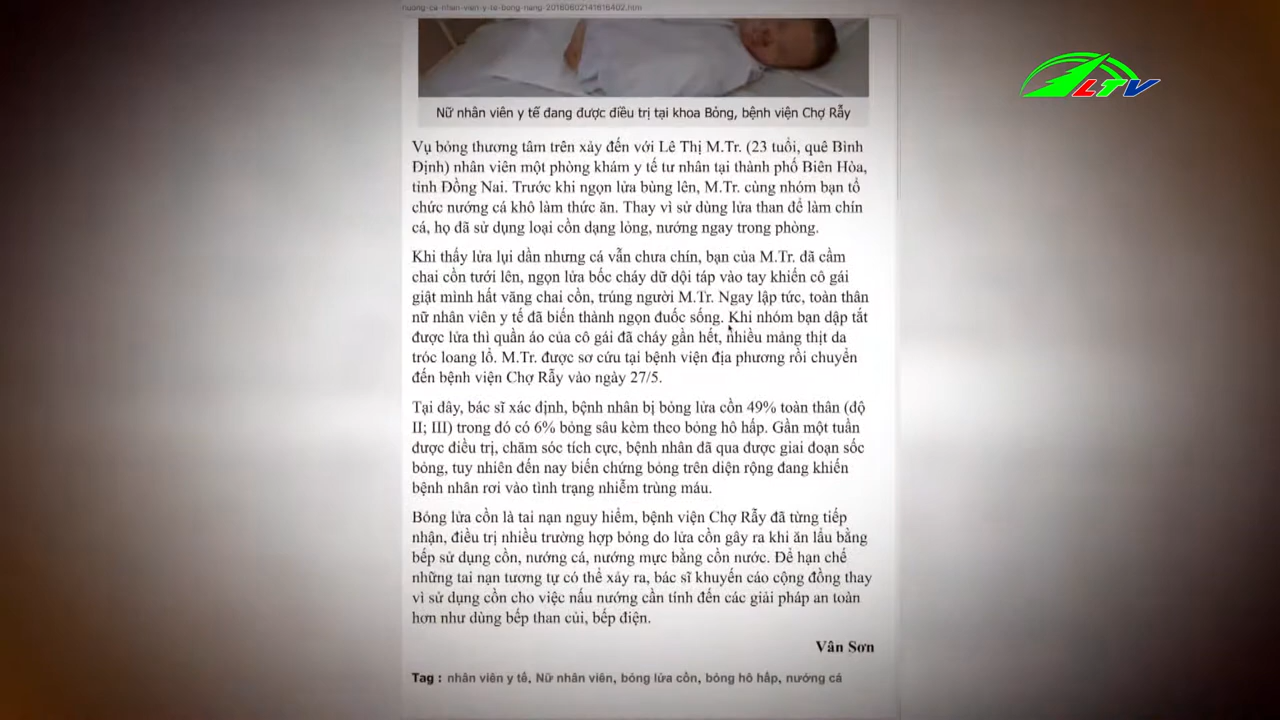 nuong-ca-nhan-vien-y-te-bong-nang-20160602141616402.htm
LTV
Nữ nhân viên y tế đang được điều trị tại khoa Bỏng, bệnh viện Chợ Rẫy
Vụ bỏng thương tâm trên xảy đến với Lê Thị M.Tr. (23 tuổi, quê Bình
Định) nhân viên một phòng khám y tế tư nhân tại thành phố Biên Hòa,
tỉnh Đồng Nai. Trước khi ngọn lửa bùng lên, M.Tr. cùng nhóm bạn tổ
chức nướng cá khô làm thức ăn. Thay vì sử dùng lửa than để làm chín
cá, họ đã sử dụng loại cồn dạng lỏng, nướng ngay trong phòng.
Khi thấy lửa lụi dần nhưng cá vẫn chưa chín, bạn của M.Tr. đã cầm
chai cồn tưới lên, ngọn lửa bốc cháy dữ dội táp vào tay khiến cô gái
giật mình hất văng chai cồn, trúng người M.Tr. Ngay lập tức, toàn thân
nữ nhân viên y tế đã biến thành ngọn đuốc sống. Khi nhóm bạn dập tắt
được lửa thì quần áo của cô gái đã cháy gần hết, nhiều mảng thịt da
tróc loang lổ. M.Tr. được sơ cứu tại bệnh viện địa phương rồi chuyển
đến bệnh viện Chợ Rẫy vào ngày 27/5.
Tại đây, bác sĩ xác định, bệnh nhân bị bỏng lửa cồn 49% toàn thân (độ
II; III) trong đó có 6% bỏng sâu kèm theo bỏng hô hấp. Gần một tuần
được điều trị, chăm sóc tích cực, bệnh nhân đã qua được giai đoạn sốc
bỏng, tuy nhiên đến nay biến chứng bỏng trên diện rộng đang khiến
bệnh nhân rơi vào tình trạng nhiễm trùng máu.
Bỏng lửa cồn là tai nạn nguy hiểm, bệnh viện Chợ Rẫy đã từng tiếp
nhận, điều trị nhiều trường hợp bỏng do lửa cồn gây ra khi ăn lẩu bằng
bếp sử dụng cồn, nướng cá, nướng mực bằng cồn nước. Để hạn chế
những tai nạn tương tự có thể xảy ra, bác sĩ khuyến cáo cộng đồng thay
vì sử dụng cồn cho việc nấu nướng cần tính đến các giải pháp an toàn
hơn như dùng bếp than củi, bếp điện.
Vân Sơn
Tag : nhân viên y tế, Nữ nhân viên, bỏng lửa cồn, bỏng hô hấp, nướng cá